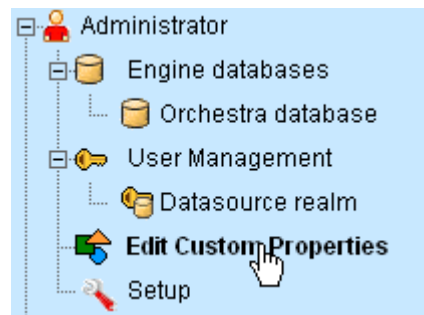 Administrator
Engine databases
Orchestra database
User Management
Datasource realm
Edit Custom Properties
Setup